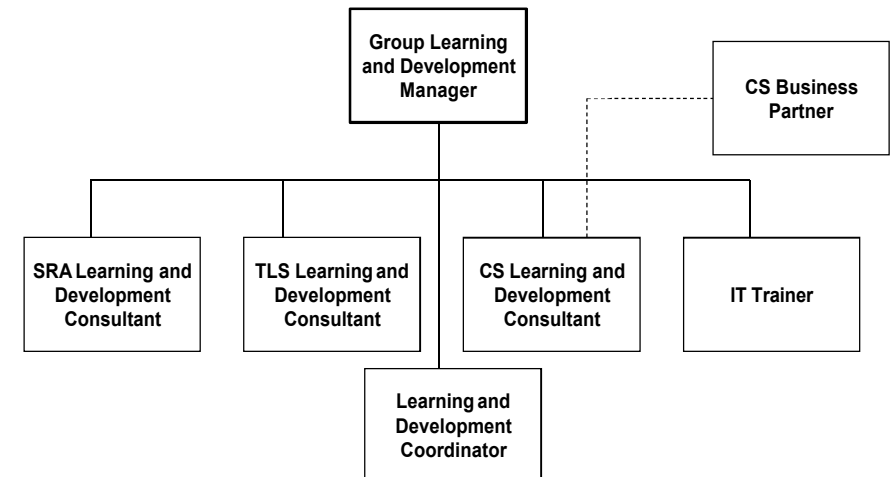 Group Learning
and Development
Manager
CS Business
Partner
SRA Learning and
Development
Consultant
TLS Learning and
Development
Consultant
CS Learning and
Development
Consultant
IT Trainer
Learning and
Development
Coordinator